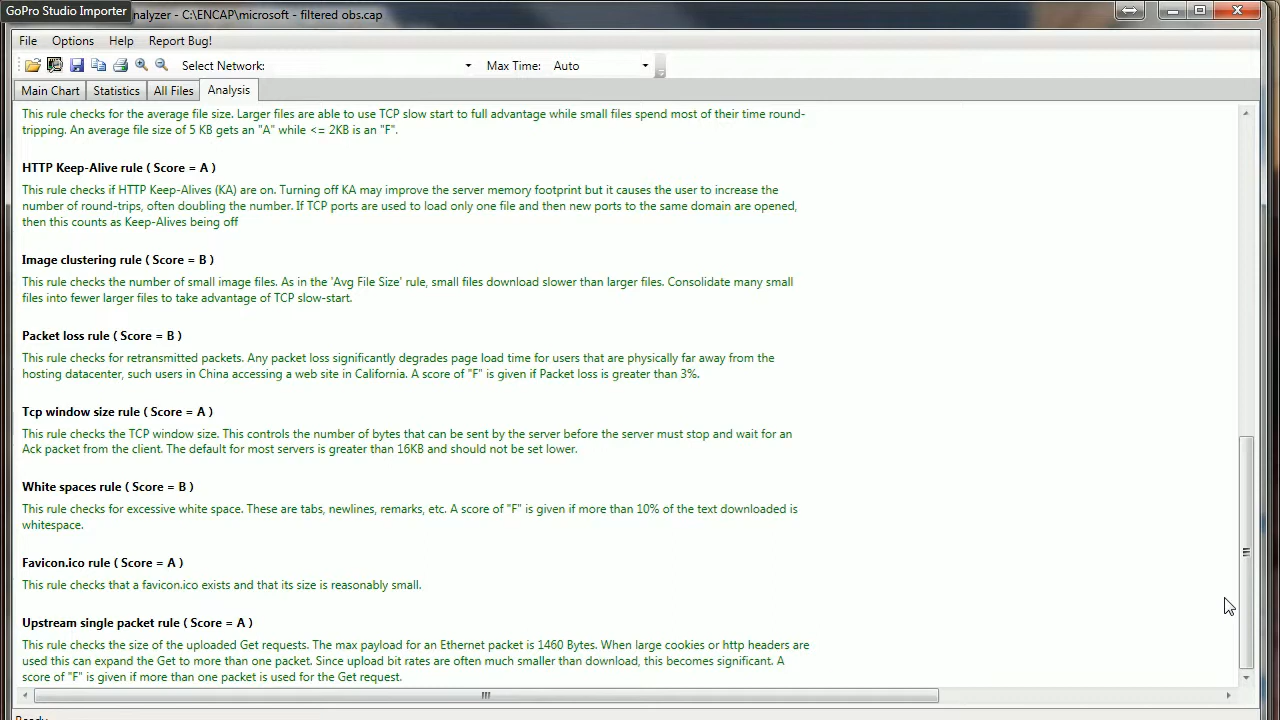 GoPro Studio Importer
nalyzer - C:\ENCAP\microsoft - filtered obs.cap
File Options Help Report Bug!
Select Network: Max Time: Auto
Main Chart Statistics All Files Analysis
This rule checks for the average file size. Larger files are able to use TCP slow start to full advantage while small files spend most of their time round-
tripping. An average file size of 5 KB gets an "A" while <= 2KB is an "F".
HTTP Keep-Alive rule ( Score = A )
This rule checks if HTTP Keep-Alives (KA) are on. Turning off KA may improve the server memory footprint but it causes the user to increase the
number of round-trips, often doubling the number. If TCP ports are used to load only one file and then new ports to the same domain are opened,
then this counts as Keep-Alives being off
Image clustering rule ( Score = B )
This rule checks the number of small image files. As in the 'Avg File Size' rule, small files download slower than larger files. Consolidate many small
files into fewer larger files to take advantage of TCP slow-start.
Packet loss rule ( Score = B )
This rule checks for retransmitted packets. Any packet loss significantly degrades page load time for users that are physically far away from the
hosting datacenter, such users in China accessing a web site in California. A score of "F" is given if Packet loss is greater than 3%.
Tcp window size rule ( Score = A )
This rule checks the TCP window size. This controls the number of bytes that can be sent by the server before the server must stop and wait for an
Ack packet from the client. The default for most servers is greater than 16KB and should not be set lower.
White spaces rule ( Score = B )
This rule checks for excessive white space. These are tabs, newlines, remarks, etc. A score of "F" is given if more than 10% of the text downloaded is
whitespace.
Favicon.ico rule ( Score = A )
This rule checks that a favicon.ico exists and that its size is reasonably small.
Upstream single packet rule ( Score = A )
This rule checks the size of the uploaded Get requests. The max payload for an Ethernet packet is 1460 Bytes. When large cookies or http headers are
used this can expand the Get to more than one packet. Since upload bit rates are often much smaller than download, this becomes significant. A
score of "F" is given if more than one packet is used for the Get request.
Ready